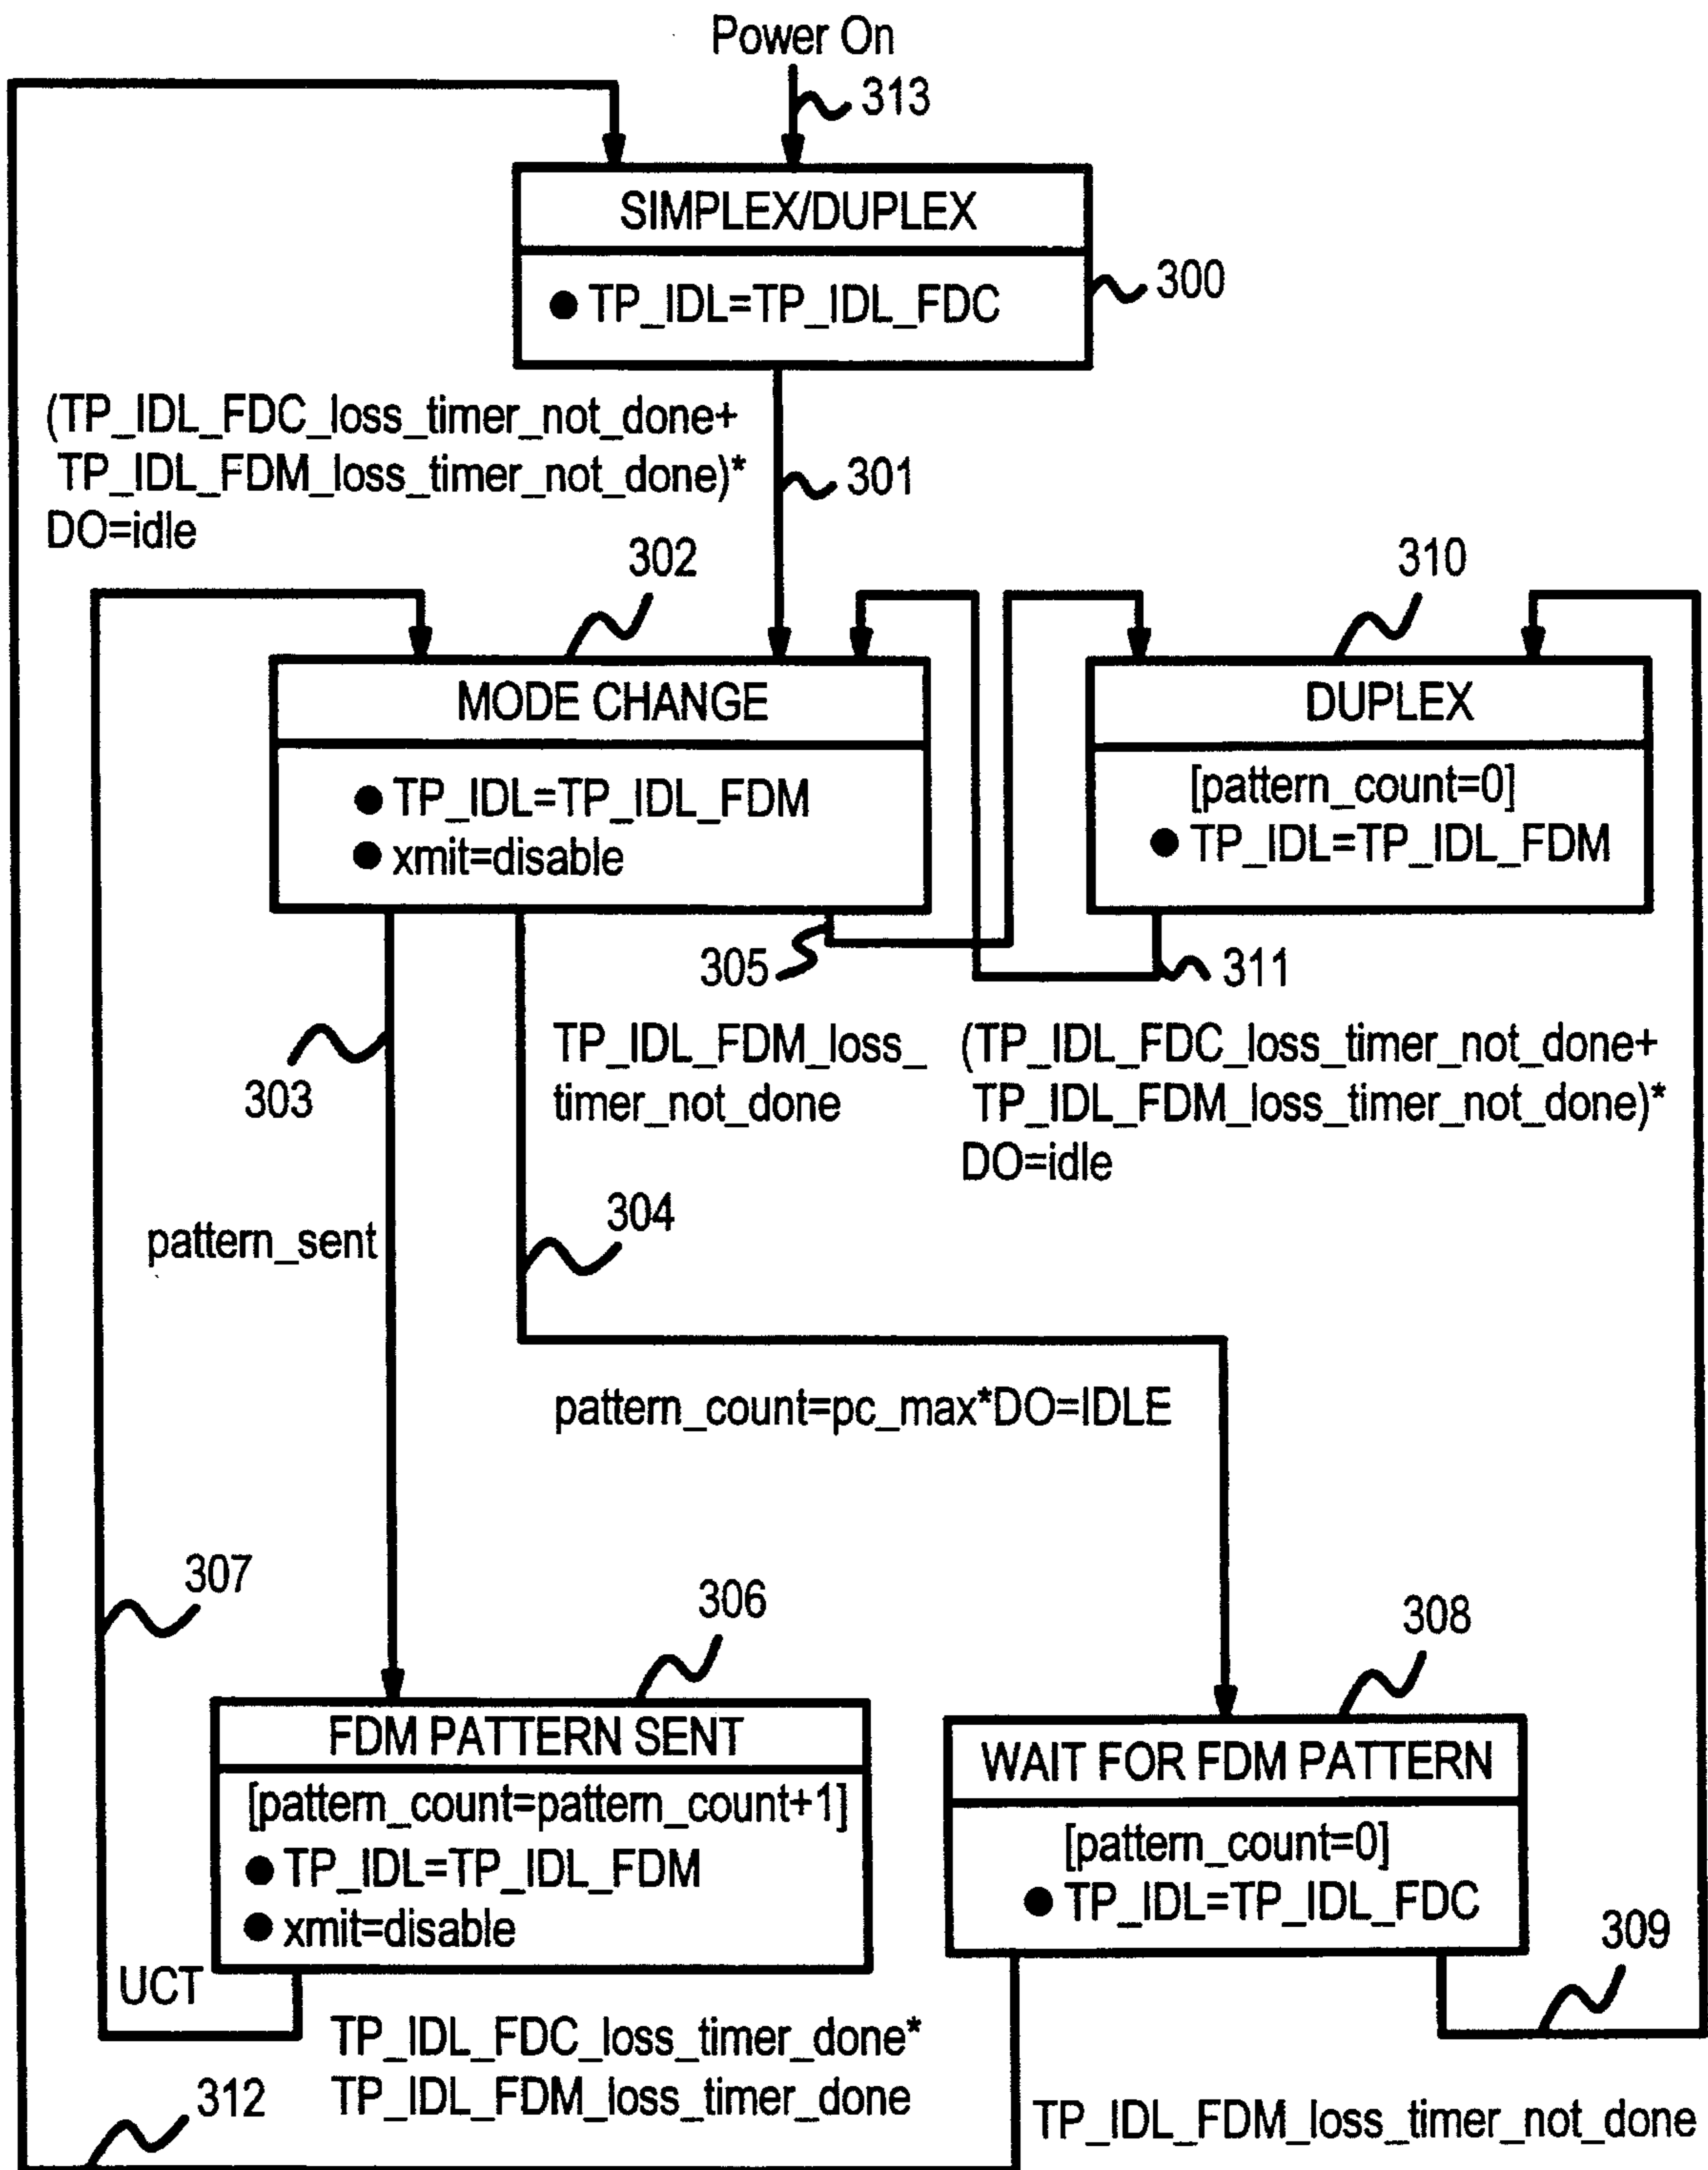 Power On
313
SIMPLEX/DUPLEX
● TP_IDL=TP_IDL_FDC
300
(TP_IDL_FDC_loss_timer_not_done+
TP_IDL_FDM_loss_timer_not_done)*
DO=idle
301
302
310
MODE CHANGE
● TP_IDL=TP_IDL_FDM
● xmit=disable
DUPLEX
[pattern_count=0]
● TP_IDL=TP_IDL_FDM
305
311
303
TP_IDL_FDM_loss_
timer_not_done
(TP_IDL_FDC_loss_timer_not_done+
TP_IDL_FDM_loss_timer_not_done)*
DO=idle
pattern_sent
304
pattern_count=pc_max*DO=IDLE
307
306
308
FDM PATTERN SENT
[pattern_count=pattern_count+1]
● TP_IDL=TP_IDL_FDM
● xmit=disable
WAIT FOR FDM PATTERN
[pattern_count=0]
● TP_IDL=TP_IDL_FDC
309
UCT
TP_IDL_FDC_loss_timer_done*
TP_IDL_FDM_loss_timer_done
312
TP_IDL_FDM_loss_timer_not_done